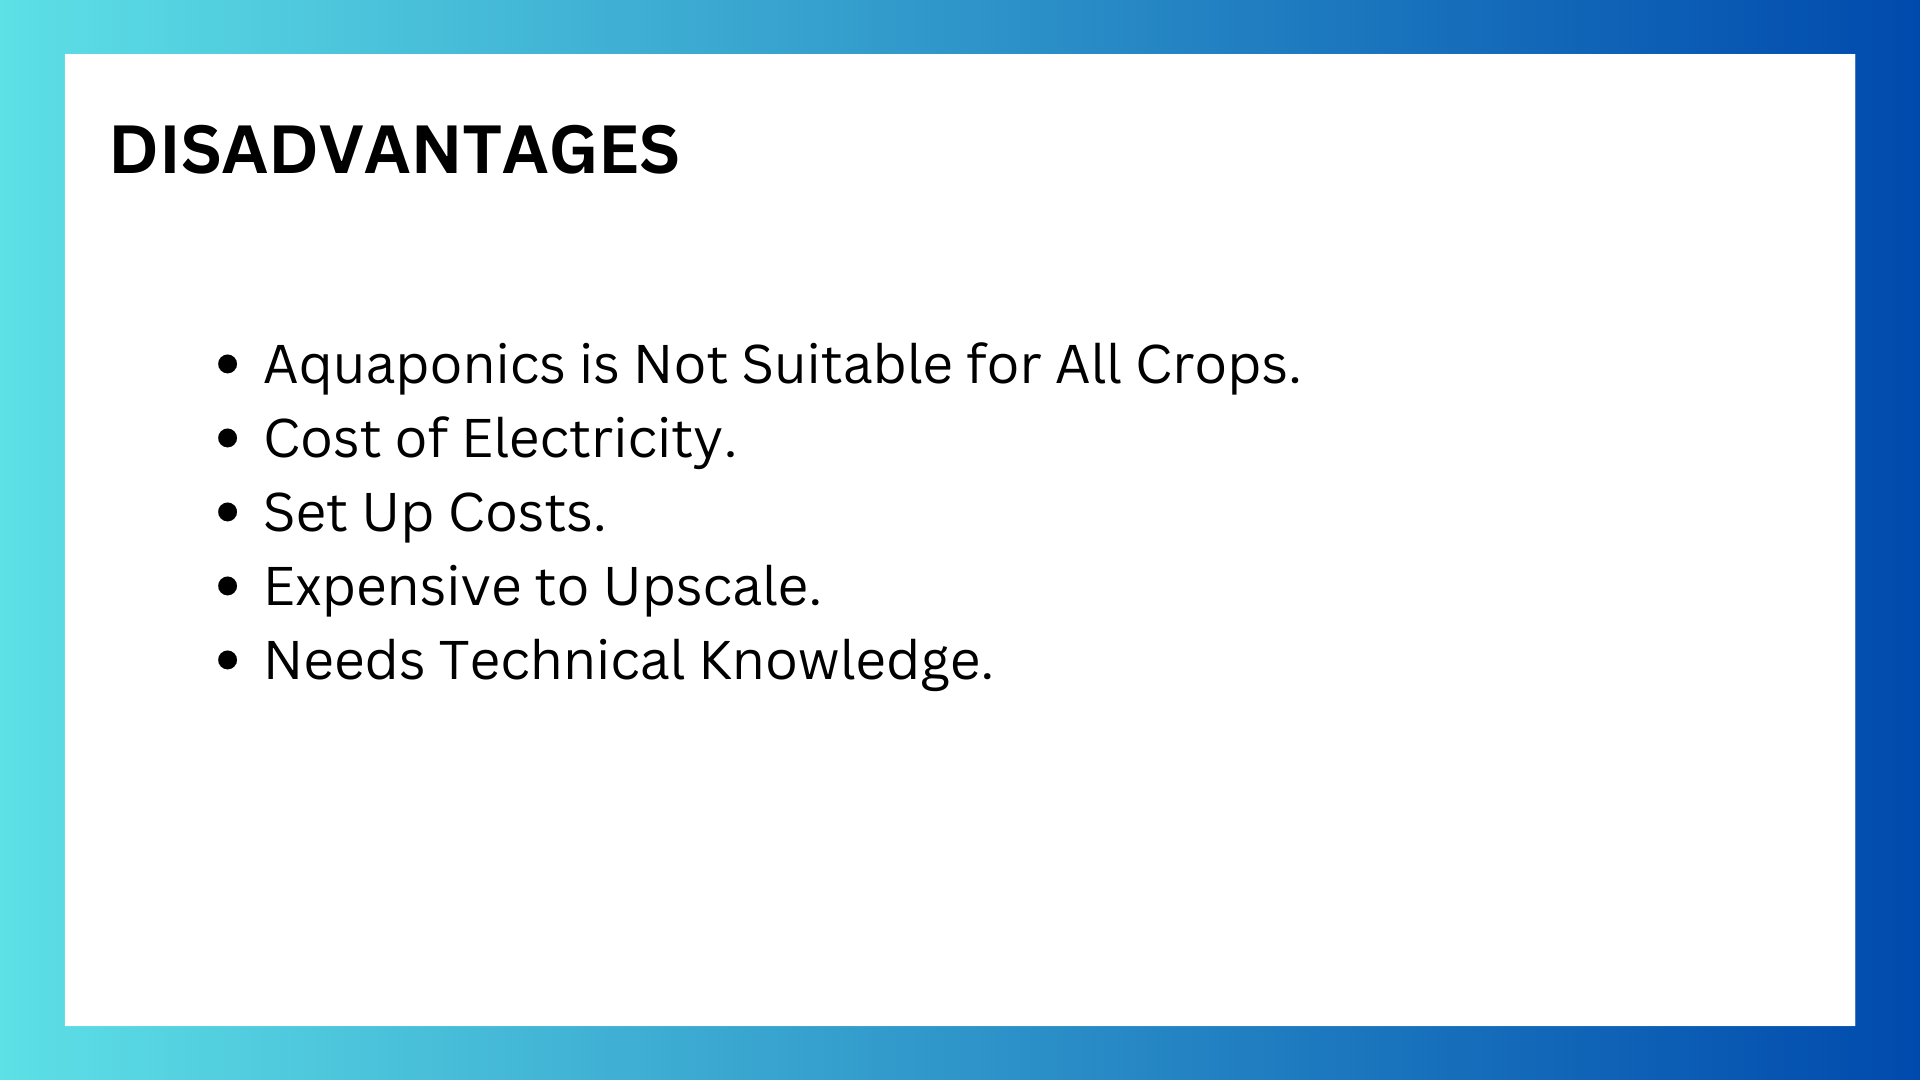 DISADVANTAGES
• Aquaponics is Not Suitable for All Crops.
• Cost of Electricity.
• Set Up Costs.
• Expensive to Upscale.
• Needs Technical Knowledge.